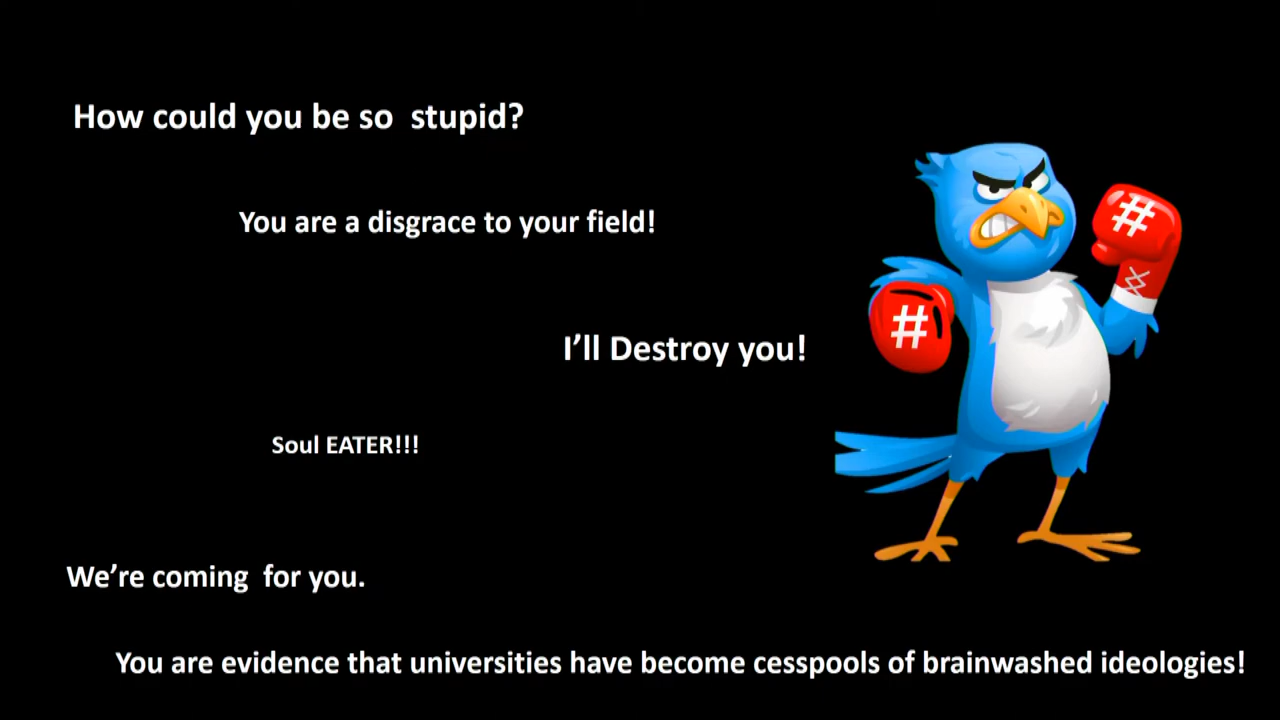 How could you be so  stupid?
#
You are a disgrace to your field!
#
I’ll Destroy you!
Soul EATER!!!
We’re coming  for you.
You are evidence that universities have become cesspools of brainwashed ideologies!